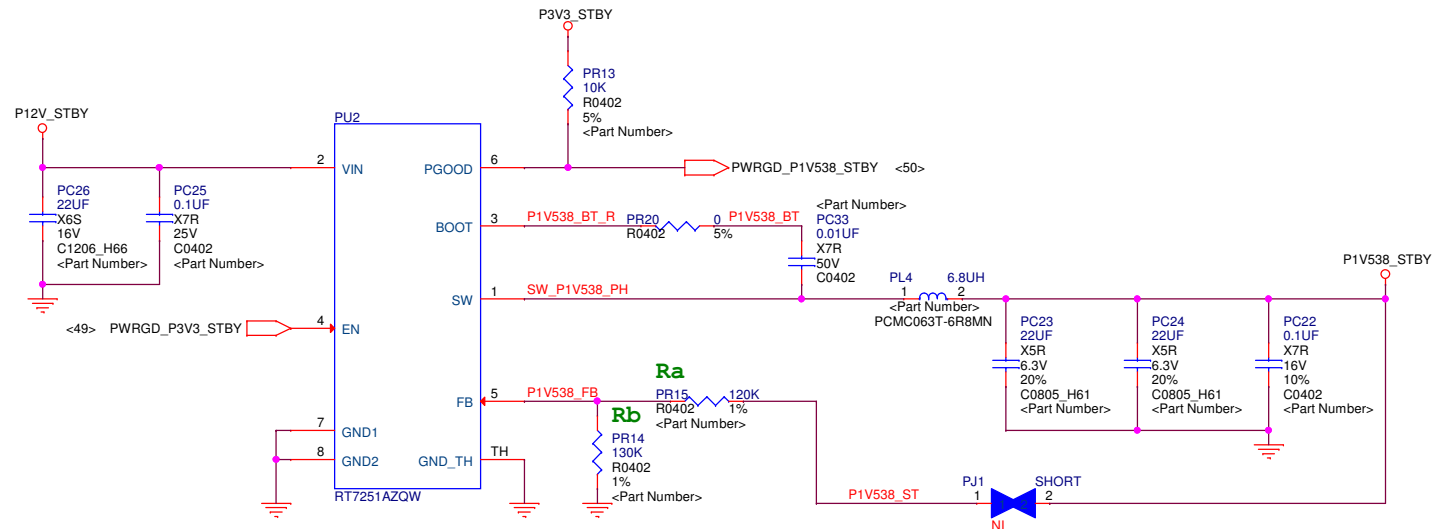 P3V3_STBY
PR13
10K
R0402
5%
<Part Number>
P12V_STBY
PU2
2 VIN
PGOOD 6
PWRGD_P1V538_STBY <50>
PC26
22UF
X6S
16V
C1206_H66
<Part Number>
PC25
0.1UF
X7R
25V
C0402
<Part Number>
BOOT 3
P1V538_BT_R
PR20
R0402
0
5%
P1V538_BT
<Part Number>
PC33
0.01UF
X7R
50V
C0402
P1V538_STBY
SW 1
SW_P1V538_PH
PL4 6.8UH
1 2
<Part Number>
PCMC063T-6R8MN
<49> PWRGD_P3V3_STBY
4 EN
PC23
22UF
X5R
6.3V
20%
C0805_H61
<Part Number>
PC24
22UF
X5R
6.3V
20%
C0805_H61
<Part Number>
PC22
0.1UF
X7R
16V
10%
C0402
<Part Number>
FB 5
P1V538_FB
Ra
PR15 120K
R0402 1%
<Part Number>
Rb
PR14
130K
R0402
1%
<Part Number>
7 GND1
8 GND2
GND_TH TH
RT7251AZQW
P1V538_ST
PJ1 SHORT
1 2
1 2
NI